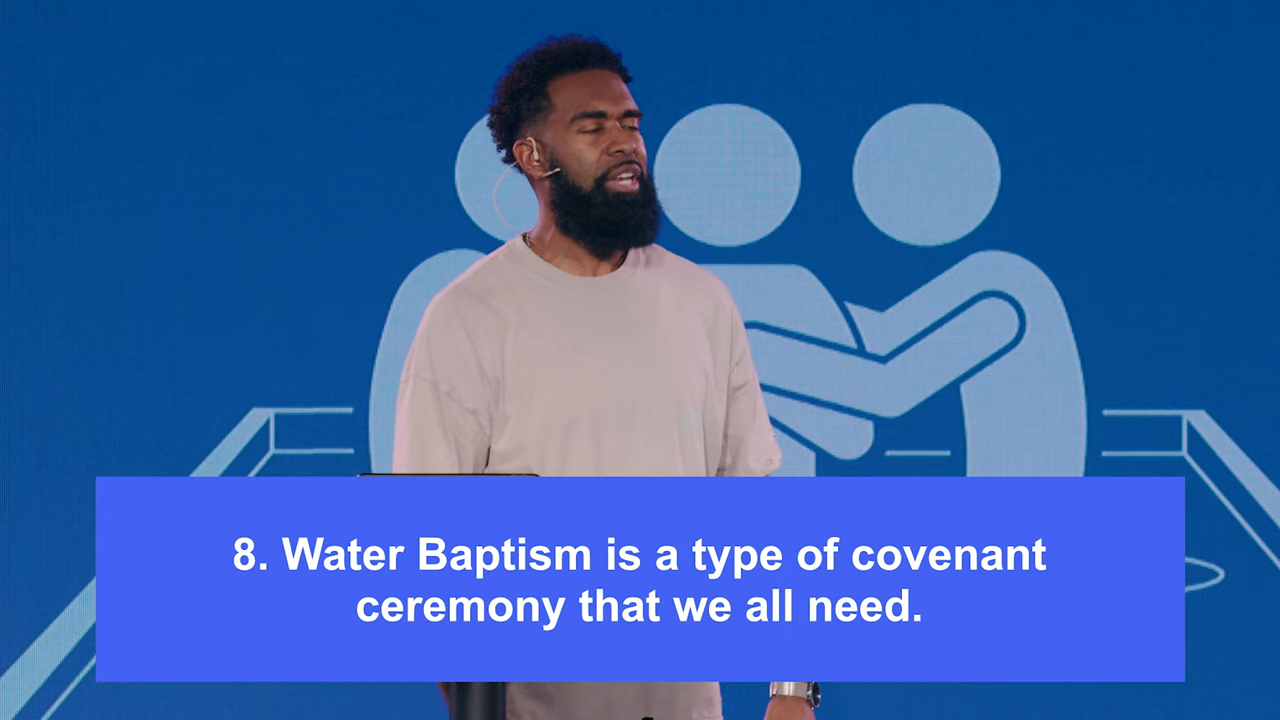 8. Water Baptism is a type of covenant
ceremony that we all need.